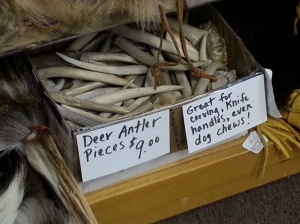 Deer Antler
Pieces $9.00
Great for
carving, Knife
handles, even
dog chews!